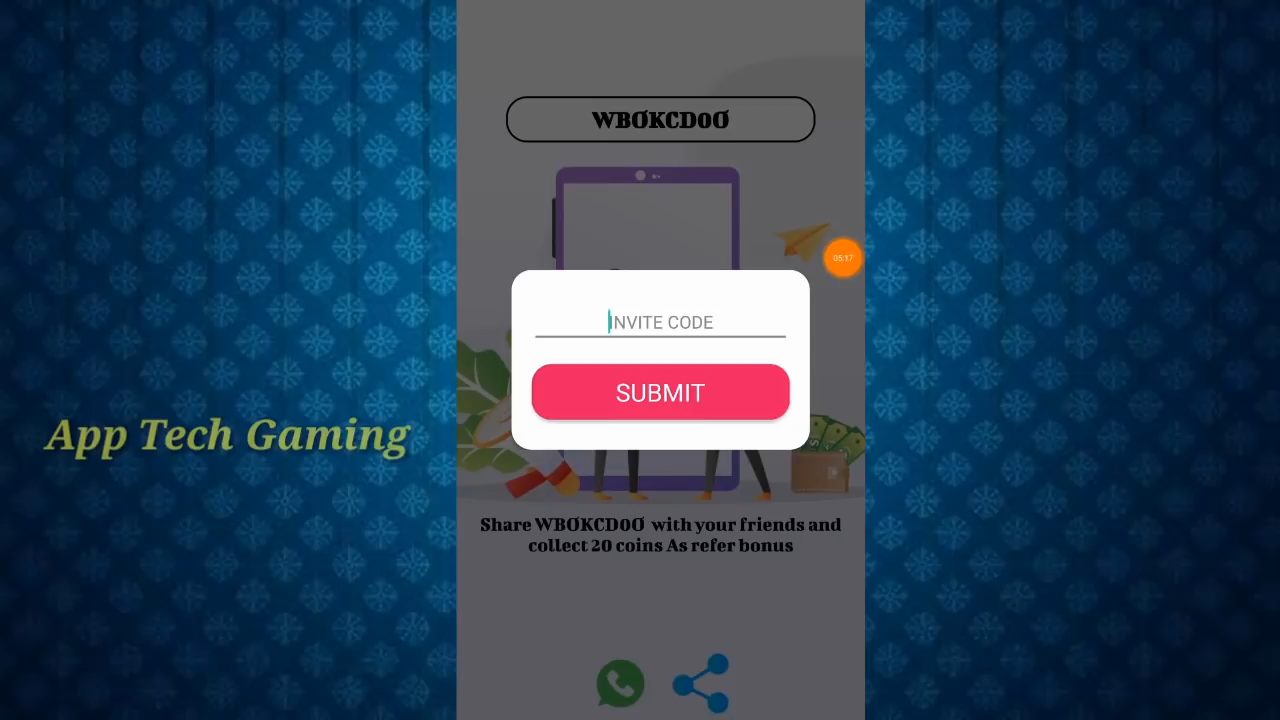 WBOKCDOO
05:17
INVITE CODE
SUBMIT
App Tech Gaming
Share WBOKCDOO with your friends and
collect 20 coins As refer bonus